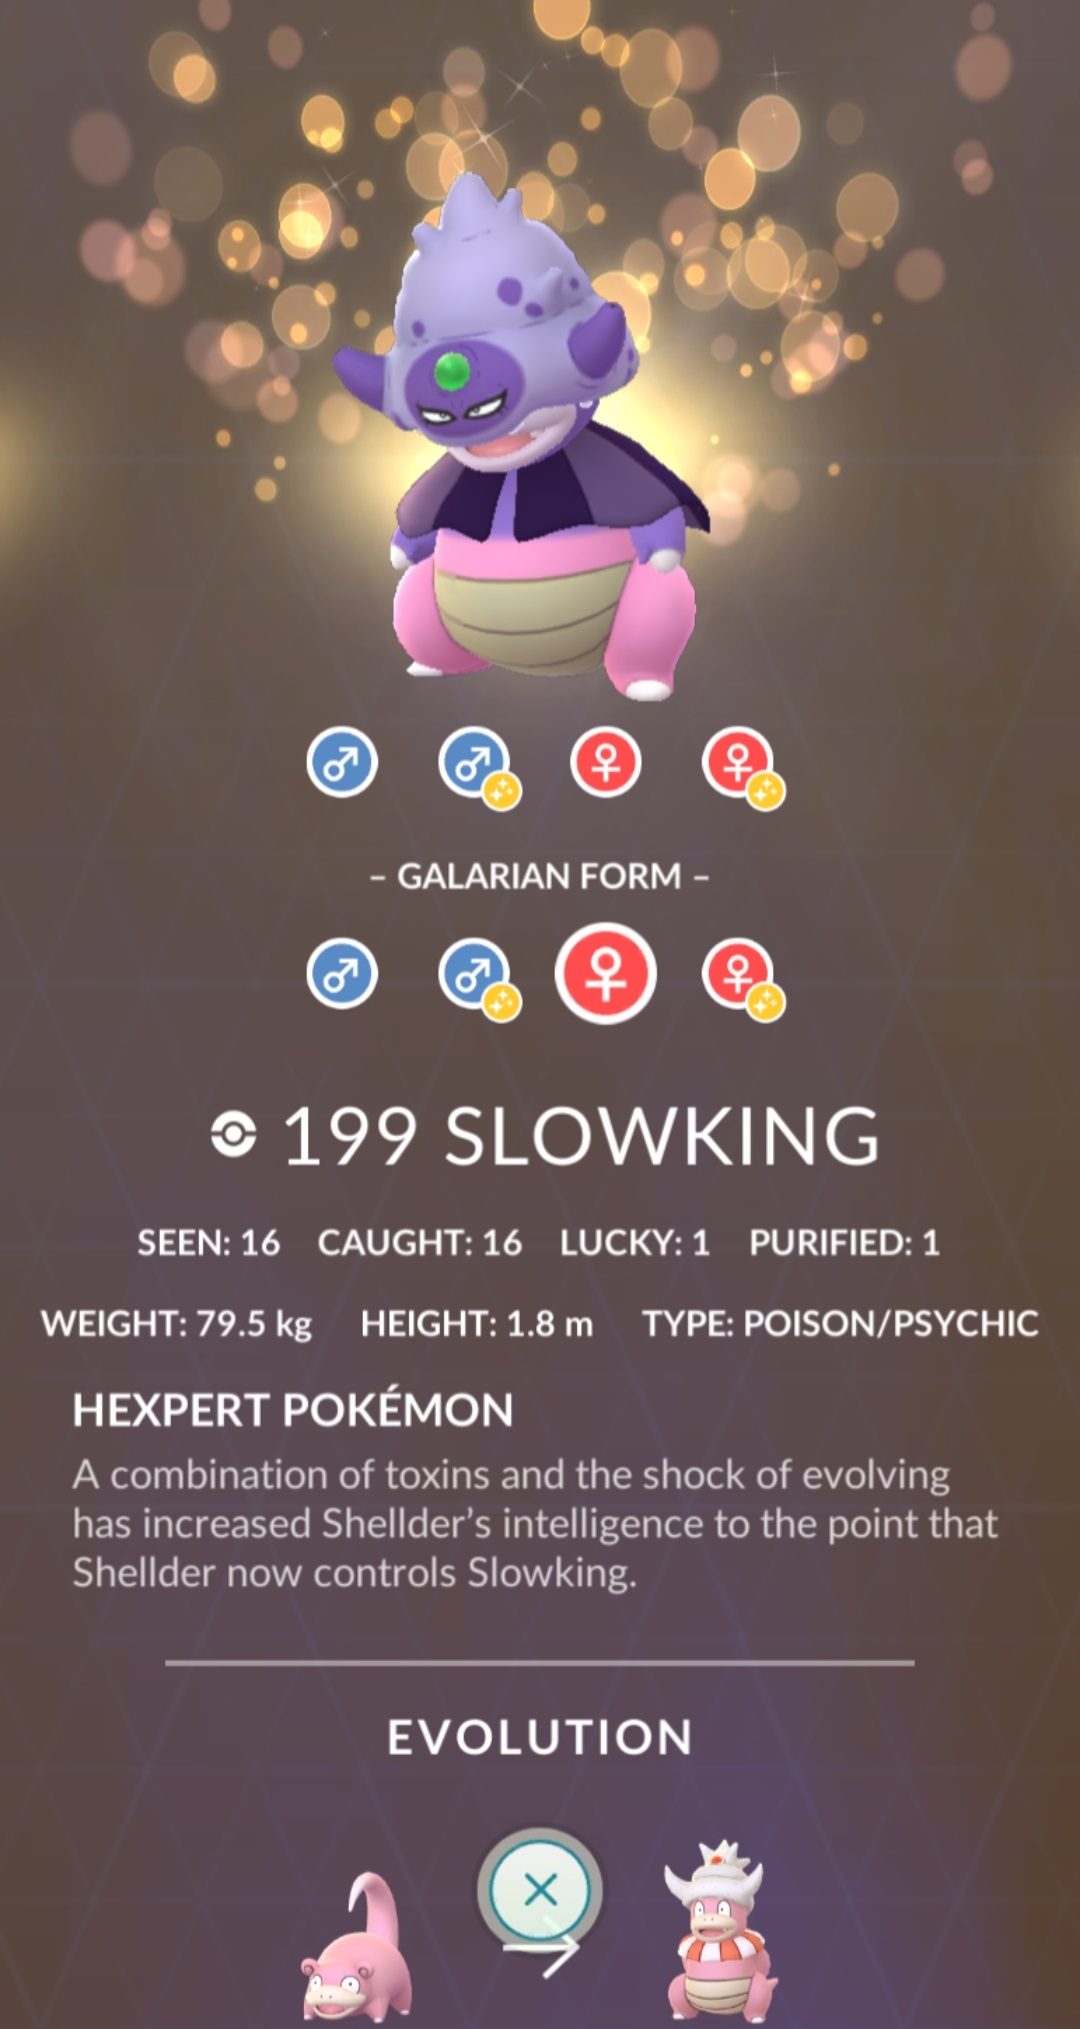 – GALARIAN FORM –
199 SLOWKING
SEEN: 16 CAUGHT: 16 LUCKY: 1 PURIFIED: 1
WEIGHT: 79.5 kg HEIGHT: 1.8 m TYPE: POISON/PSYCHIC
HEXPERT POKÉMON
A combination of toxins and the shock of evolving
has increased Shellder’s intelligence to the point that
Shellder now controls Slowking.
EVOLUTION